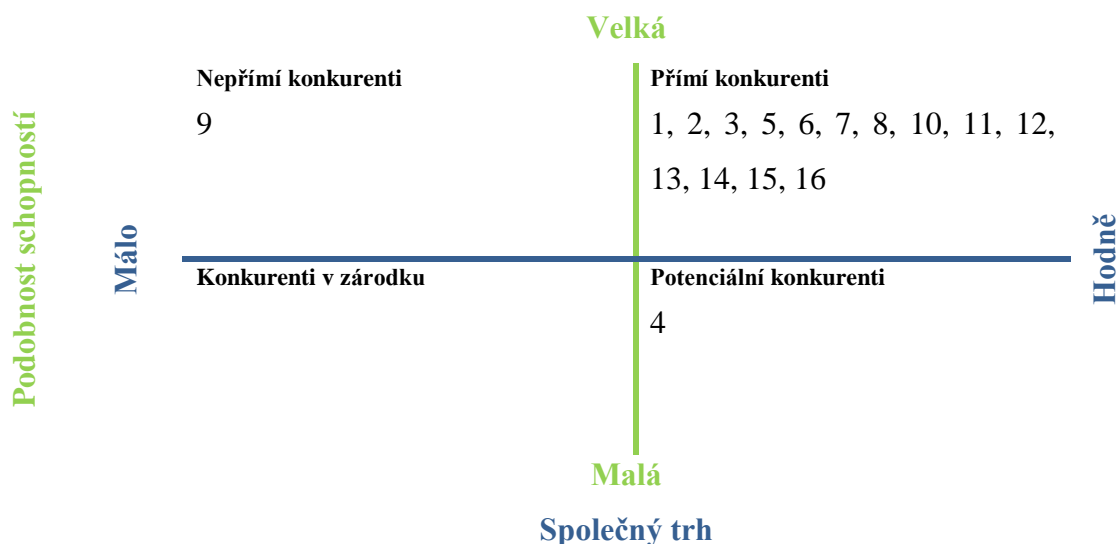 Velká
Nepřímí konkurenti
9
Přímí konkurenti
1, 2, 3, 5, 6, 7, 8, 10, 11, 12,
13, 14, 15, 16
Podobnost schopností
Málo
Hodně
Konkurenti v zárodku
Potenciální konkurenti
4
Malá
Společný trh